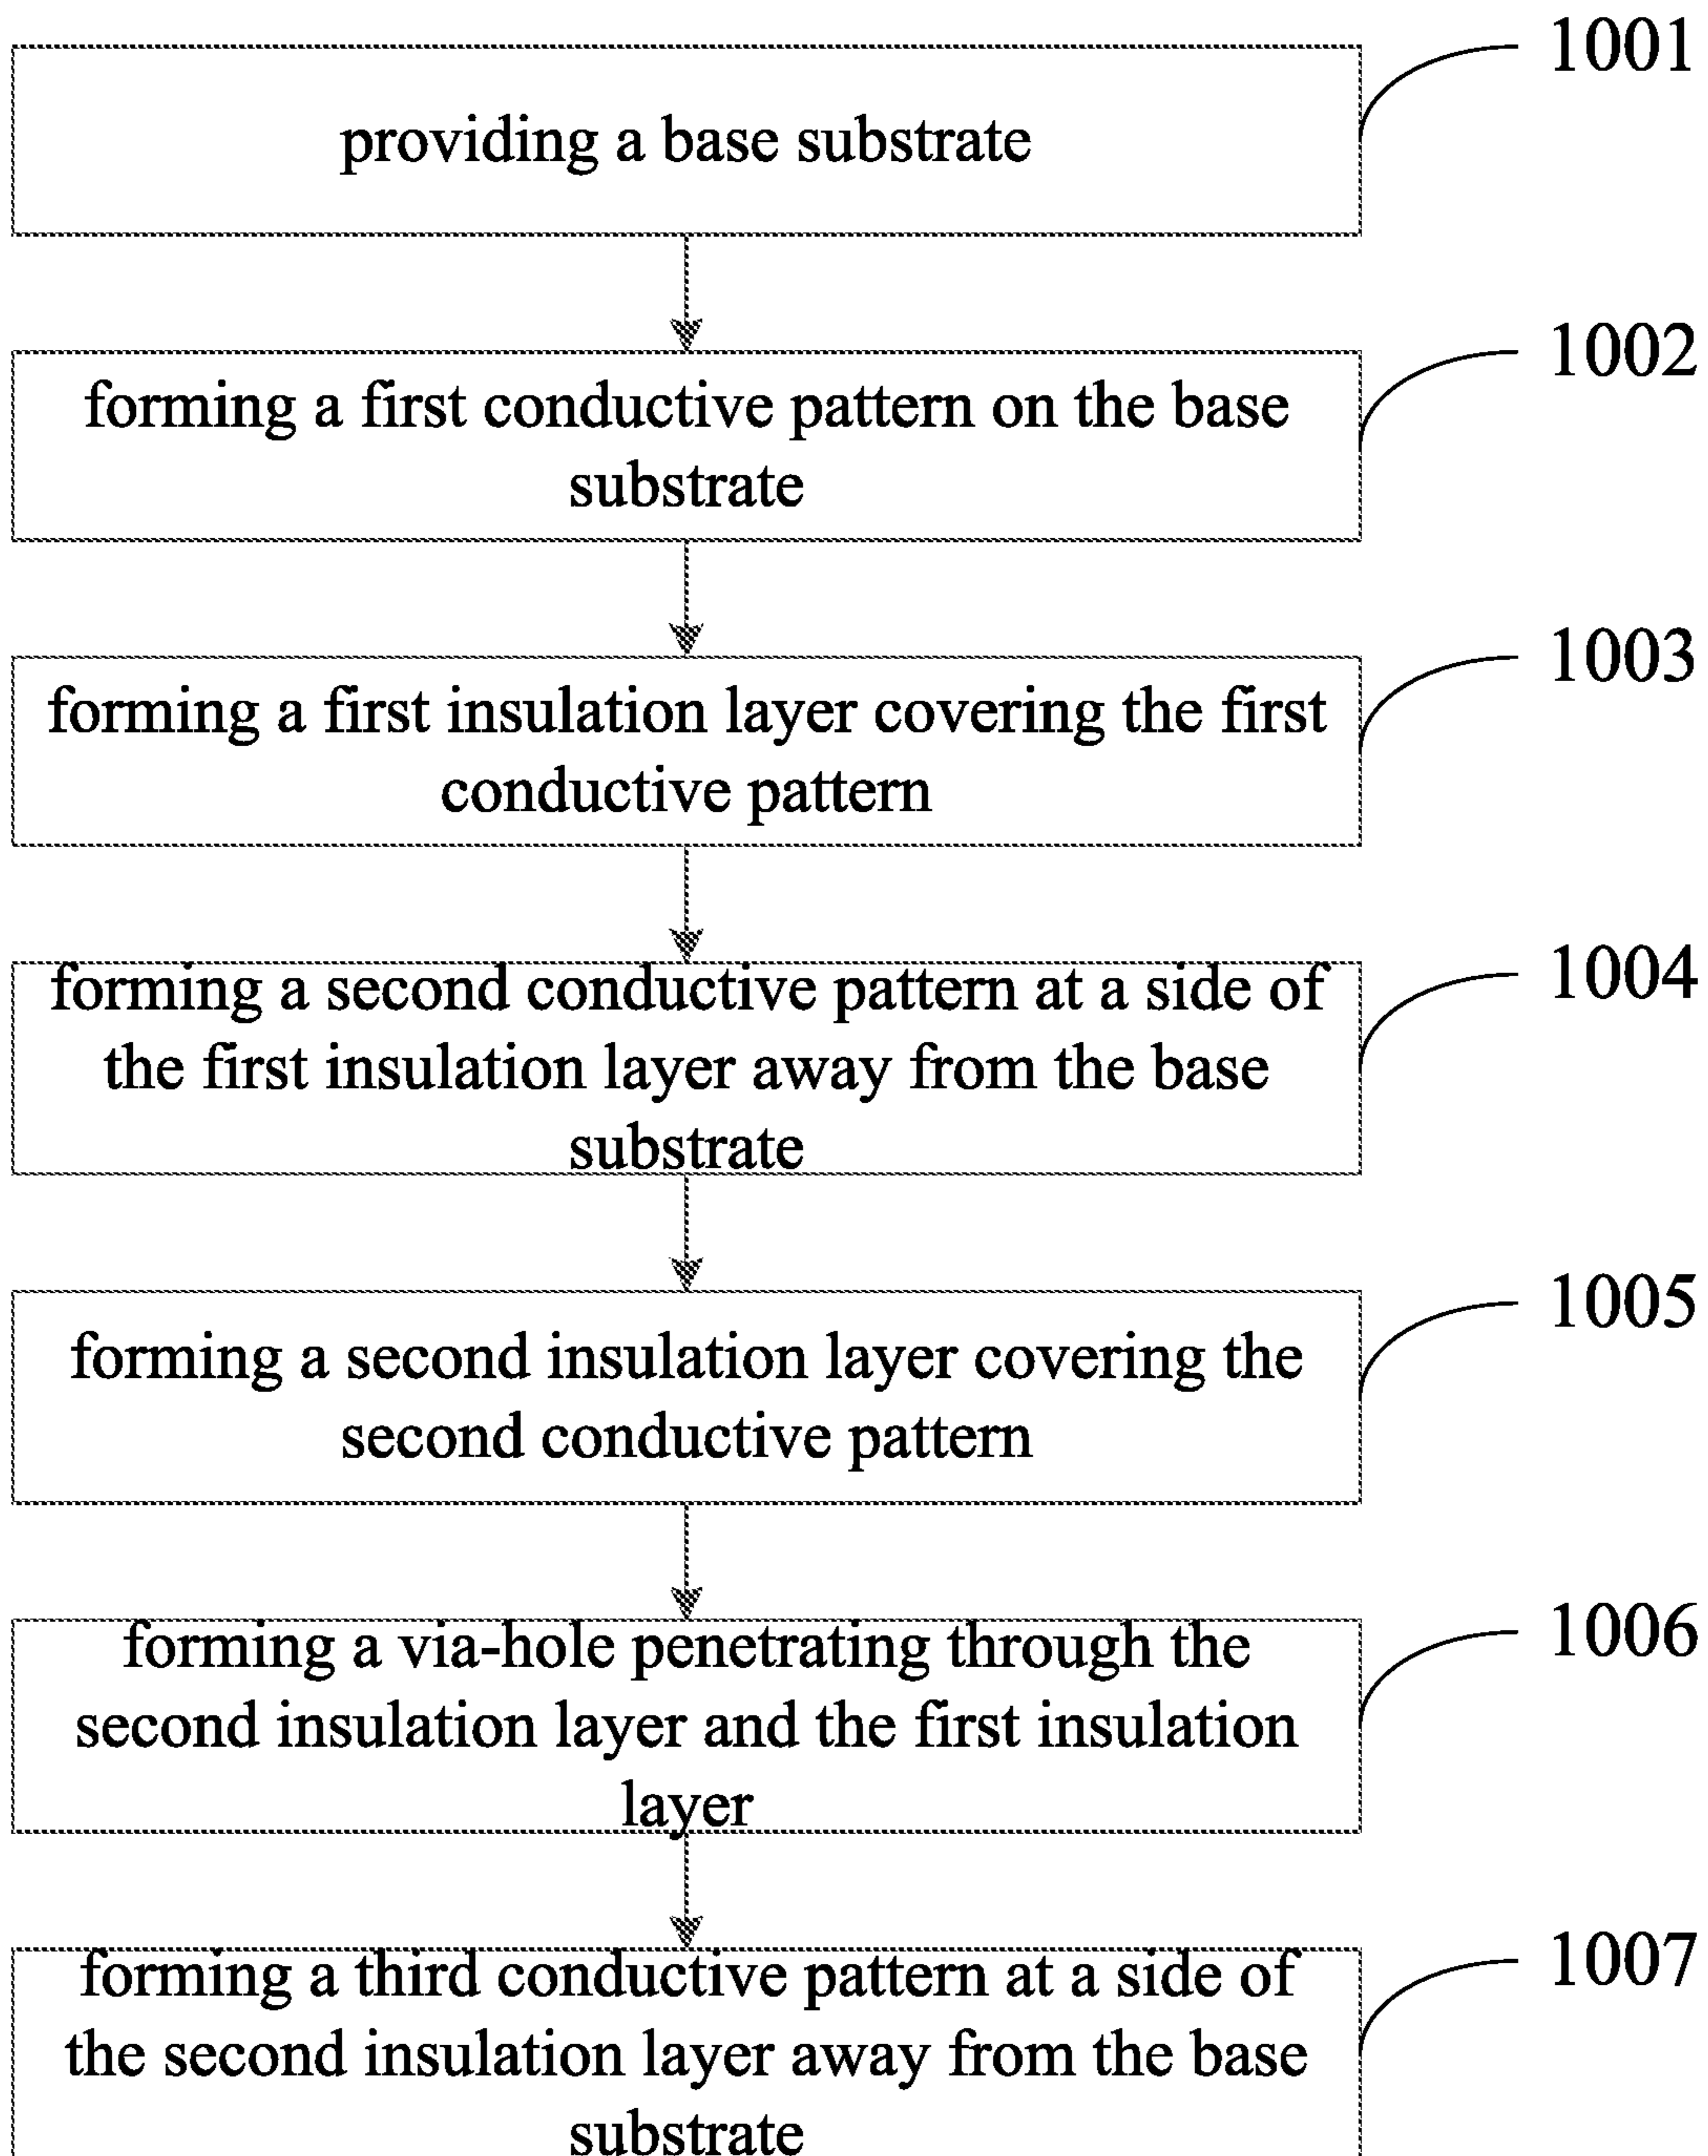 1001
providing a base substrate
1002
forming a first conductive pattern on the base
substrate
1003
forming a first insulation layer covering the first
conductive pattern
1004
forming a second conductive pattern at a side of
the first insulation layer away from the base
substrate
1005
forming a second insulation layer covering the
second conductive pattern
1006
forming a via-hole penetrating through the
second insulation layer and the first insulation
layer
1007
forming a third conductive pattern at a side of
the second insulation layer away from the base
substrate